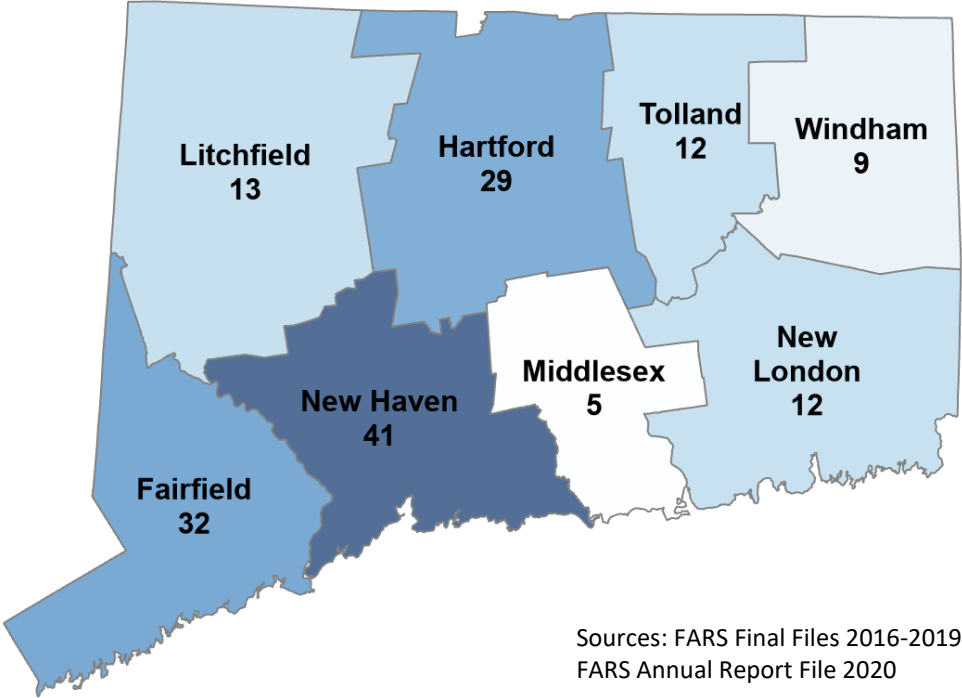 Litchfield
13
Hartford
29
Tolland
12
Windham
9
New Haven
41
Middlesex
5
New
London
12
Fairfield
32
Sources: FARS Final Files 2016-2019
FARS Annual Report File 2020